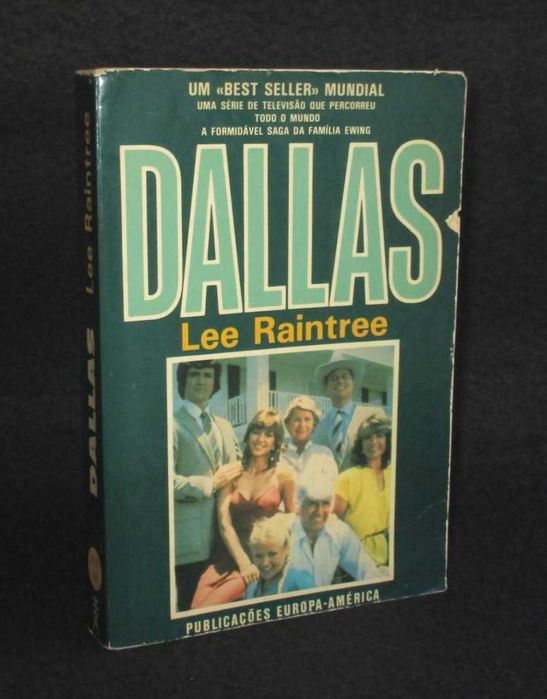 UM «BEST SELLER» MUNDIAL
UMA SÉRIE DE TELEVISÃO QUE PERCORREU
TODO O MUNDO
A FORMIDÁVEL SAGA DA FAMÍLIA EWING
DALLAS
Lee Raintree
PUBLICAÇÕES EUROPA-AMÉRICA
DALLAS Lee Raintree